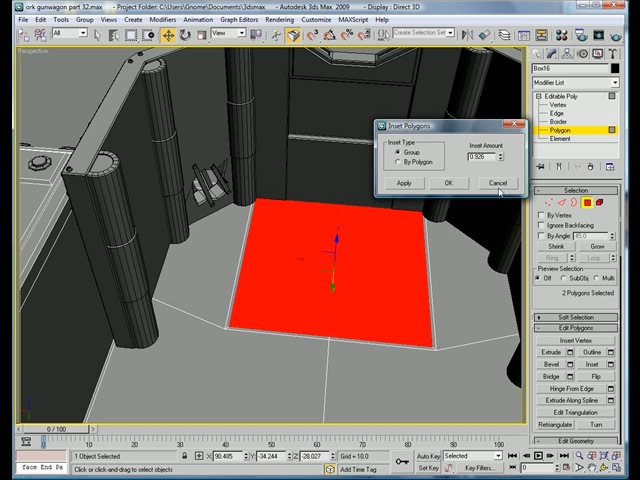 ork gunwagon part 32.max - Project Folder: C:\Users\Gnome\Documents\3dsmax - Autodesk 3ds Max 2009 - Display : Direct 3D
File Edit Tools Group Views Create Modifiers Animation Graph Editors Rendering Customize MAXScript Help
All View Create Selection Set
Perspective
Box16
Modifier List
Editable Poly
Vertex
Edge
Border
Polygon
Element
Inset Polygons
Inset Type
Group
By Polygon
Inset Amount
0.926
Apply OK Cancel
Selection
By Vertex
Ignore Backfacing
By Angle: 45.0
Shrink Grow
Ring Loop
Preview Selection
Off SubObj Multi
2 Polygons Selected
Soft Selection
Edit Polygons
Insert Vertex
Extrude Outline
Bevel Inset
Bridge Flip
Hinge From Edge
Extrude Along Spline
Edit Triangulation
Retriangulate Turn
Edit Geometry
0 / 100
0 10 20 30 40 50 60 70 80 90 100
1 Object Selected X: 90.485 Y: -34.244 Z: -28.027 Grid = 10.0 Auto Key Selected
face End Pa Click or click-and-drag to select objects Add Time Tag Set Key Key Filters... 0